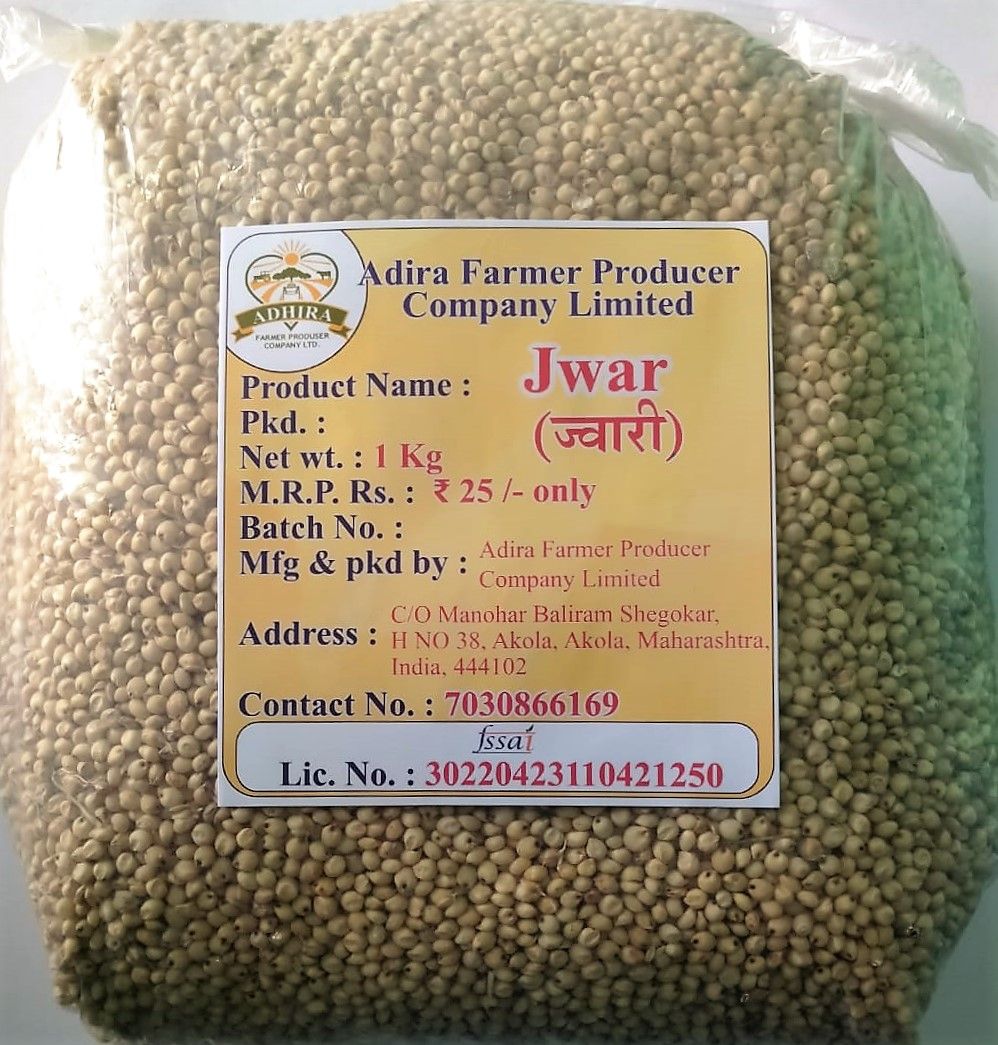 ADHIRA
FARMER PRODUSER
COMPANY LTD.
Adira Farmer Producer
Company Limited
Product Name : Jwar
(ज्वारी)
Pkd. :
Net wt. : 1 Kg
M.R.P. Rs. : ₹ 25 /- only
Batch No. :
Mfg & pkd by : Adira Farmer Producer
Company Limited
Address : C/O Manohar Baliram Shegokar,
H NO 38, Akola, Akola, Maharashtra,
India, 444102
Contact No. : 7030866169
fssai
Lic. No. : 30220423110421250